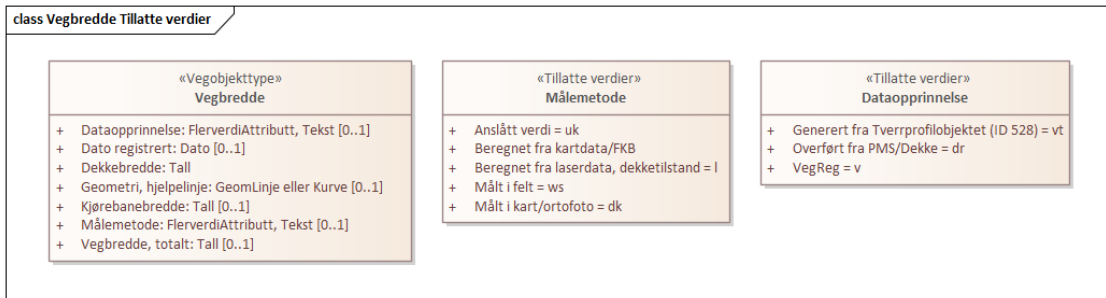 class Vegbredde Tillatte verdier
«Vegobjekttype»
Vegbredde
+ Dataopprinnelse: FlerverdiAttributt, Tekst [0..1]
+ Dato registrert: Dato [0..1]
+ Dekkebredde: Tall
+ Geometri, hjelpelinje: GeomLinje eller Kurve [0..1]
+ Kjørebanebredde: Tall [0..1]
+ Målemetode: FlerverdiAttributt, Tekst [0..1]
+ Vegbredde, totalt: Tall [0..1]
«Tillatte verdier»
Målemetode
+ Anslått verdi = uk
+ Beregnet fra kartdata/FKB
+ Beregnet fra laserdata, dekketilstand = l
+ Målt i felt = ws
+ Målt i kart/ortofoto = dk
«Tillatte verdier»
Dataopprinnelse
+ Generert fra Tverrprofilobjektet (ID 528) = vt
+ Overført fra PMS/Dekke = dr
+ VegReg = v